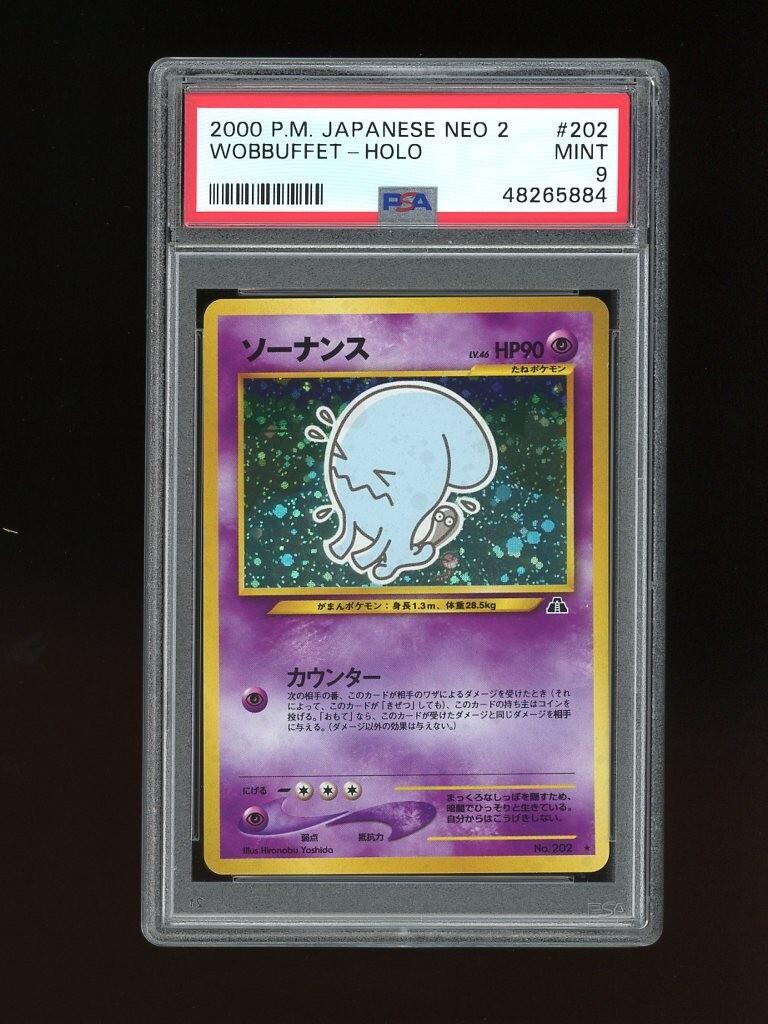 2000 P.M. JAPANESE NEO 2 #202
WOBBUFFET – HOLO MINT
9
PSA 48265884
ソーナンス LV.46 HP90
たねポケモン
がまんポケモン：身長1.3m、体重28.5kg
カウンター
次の相手の番、このカードが相手のワザによるダメージを受けたとき（それ
によって、このカードが「きぜつ」しても）、このカードの持ち主はコインを
投げる。「おもて」なら、このカードが受けたダメージと同じダメージを相手
に与える。（ダメージ以外の効果は与えない。）
にげる
まっくろなしっぽを隠すため、
暗闇でひっそりと生きている。
自分からはこうげきしない。
弱点 抵抗力
Illus.Hironobu Yoshida No.202 ★
PSA